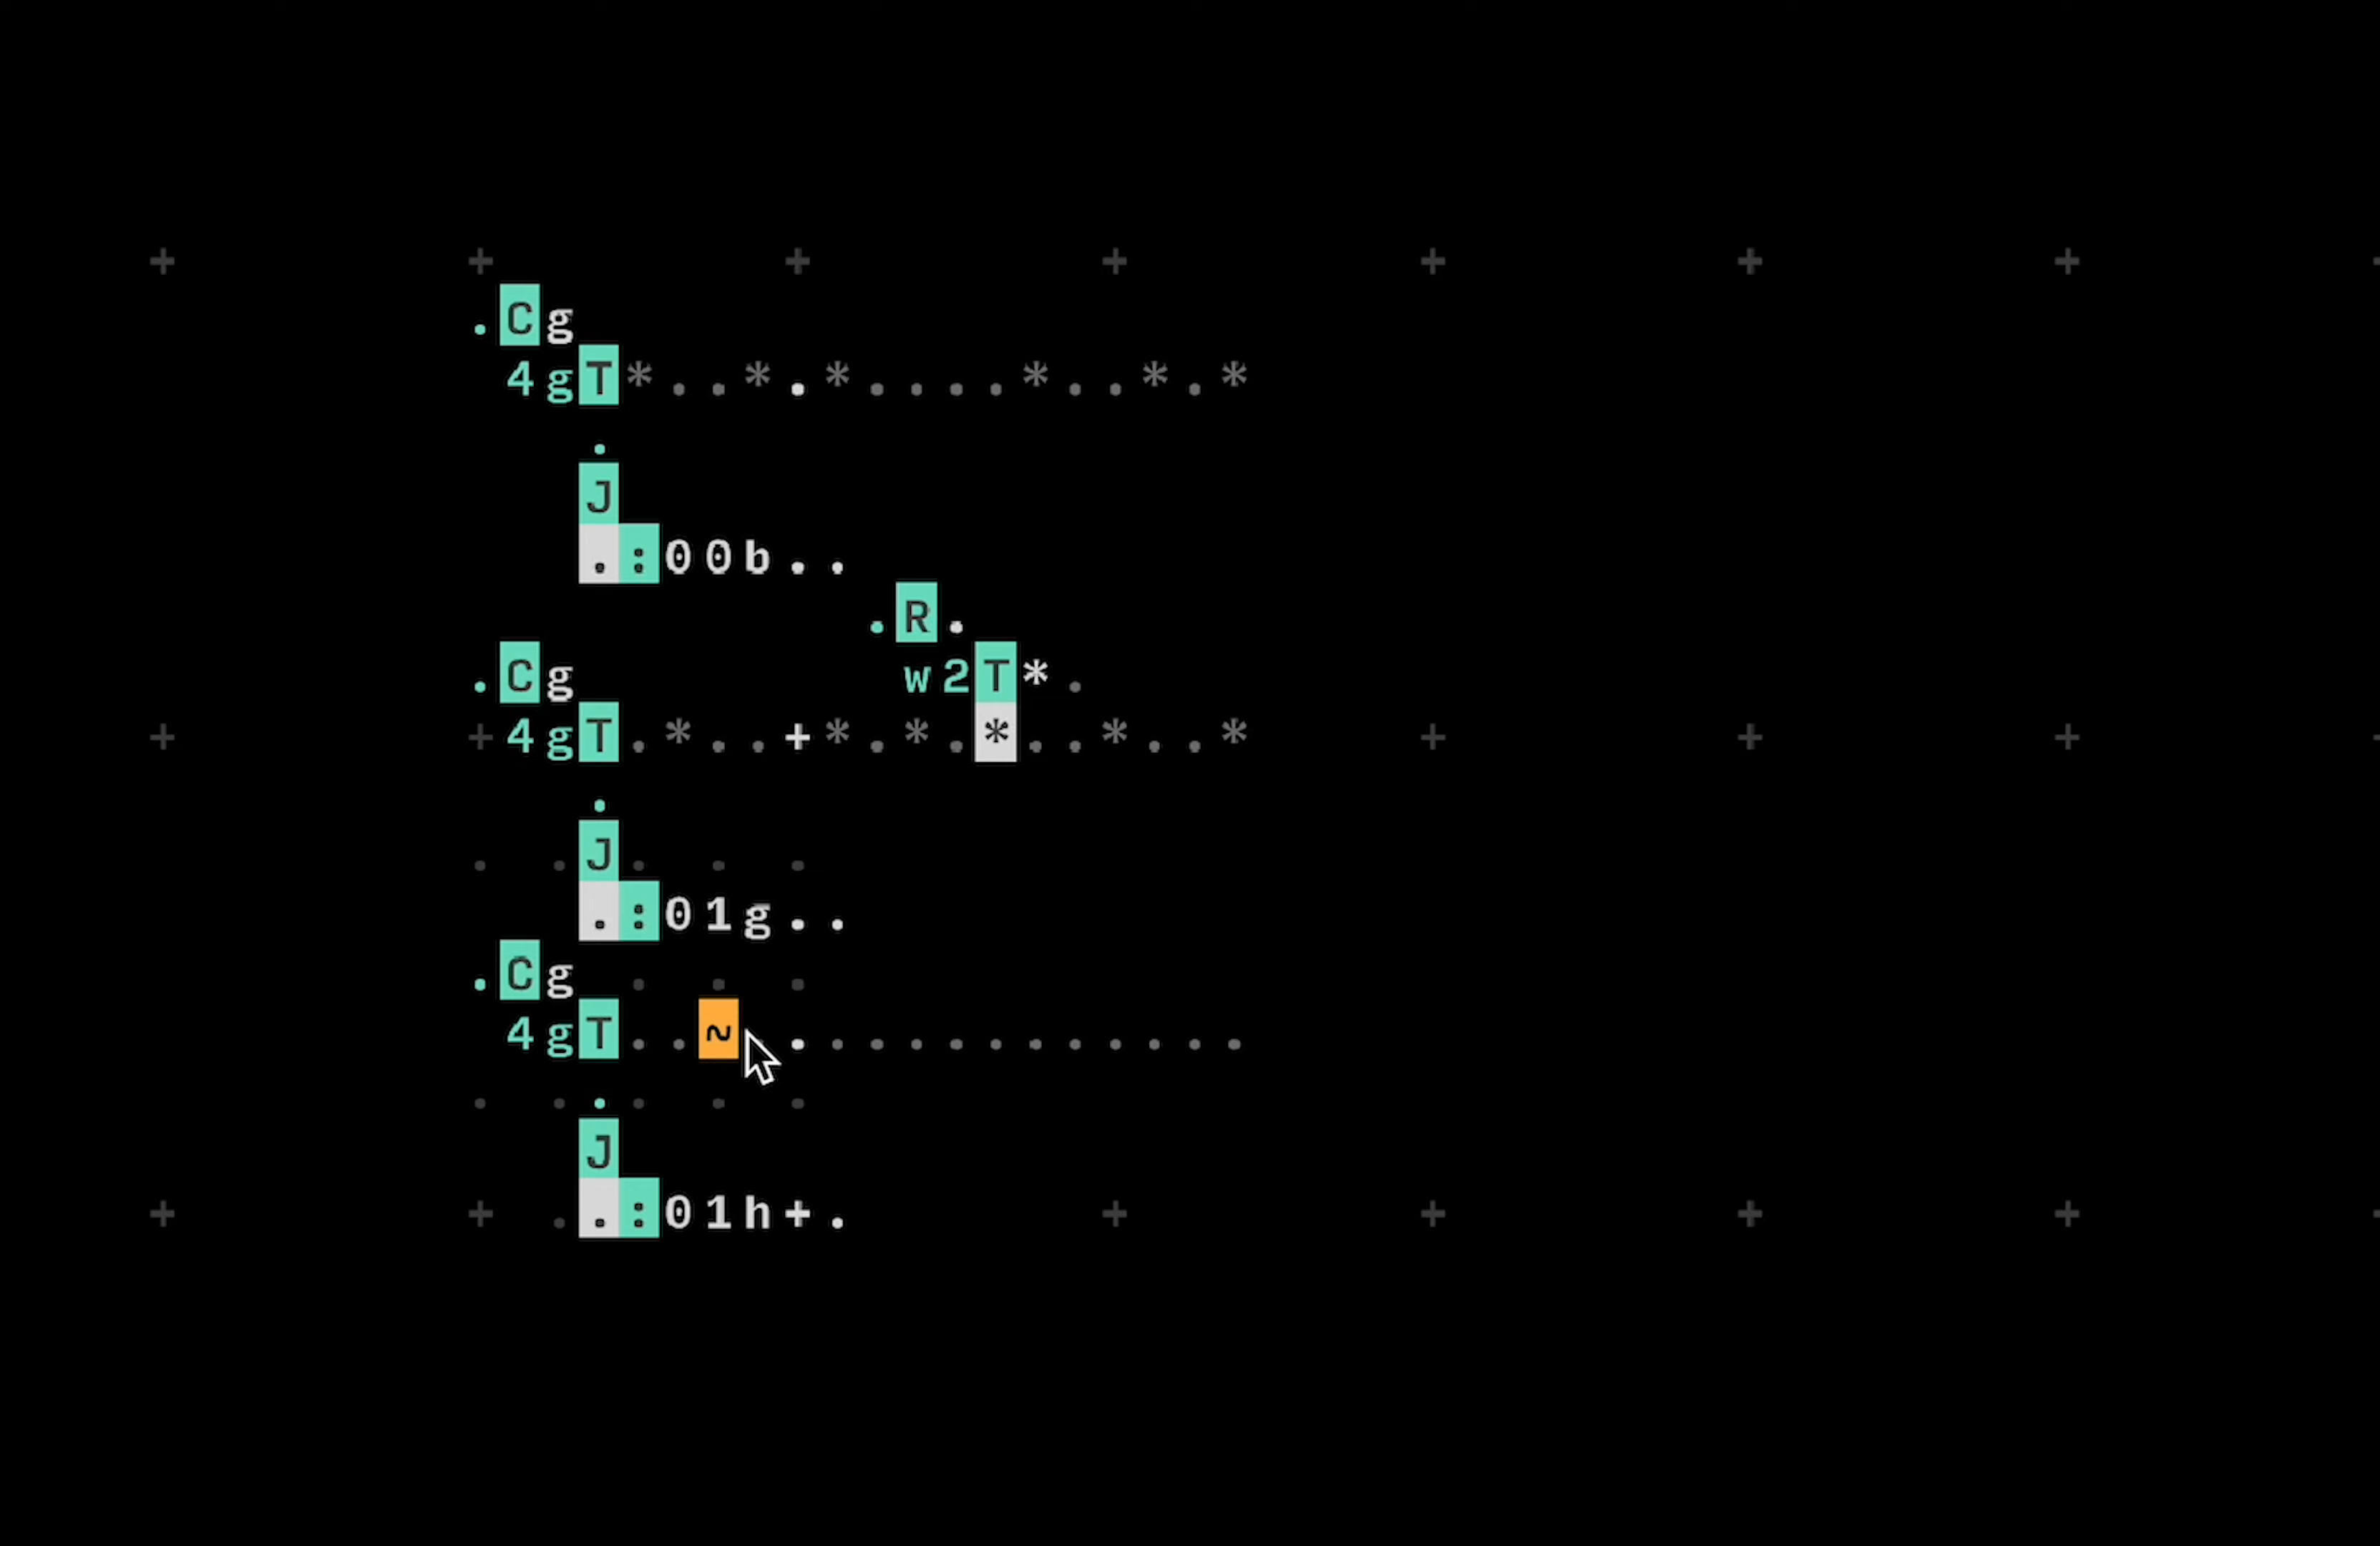 + + + + + + + +
.Cg
4gT*..*.*....*..*.*
.
J
.:00b..
.R.
.Cg w2T*.
+ +4gT.*..+*.*.*..*..* + + + +
.
. .J. . .
.:01g..
.Cg . . .
4gT..~.............
. ... . .
J
+ + ..:01h+. + + + + +